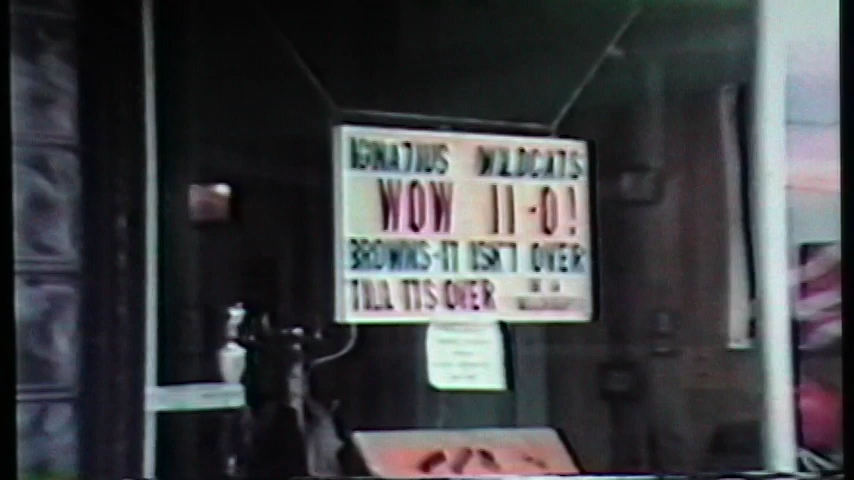 IGNATIUS WILDCATS
WOW 11-0!
BROWNS-IT ISN'T OVER
TILL ITS OVER